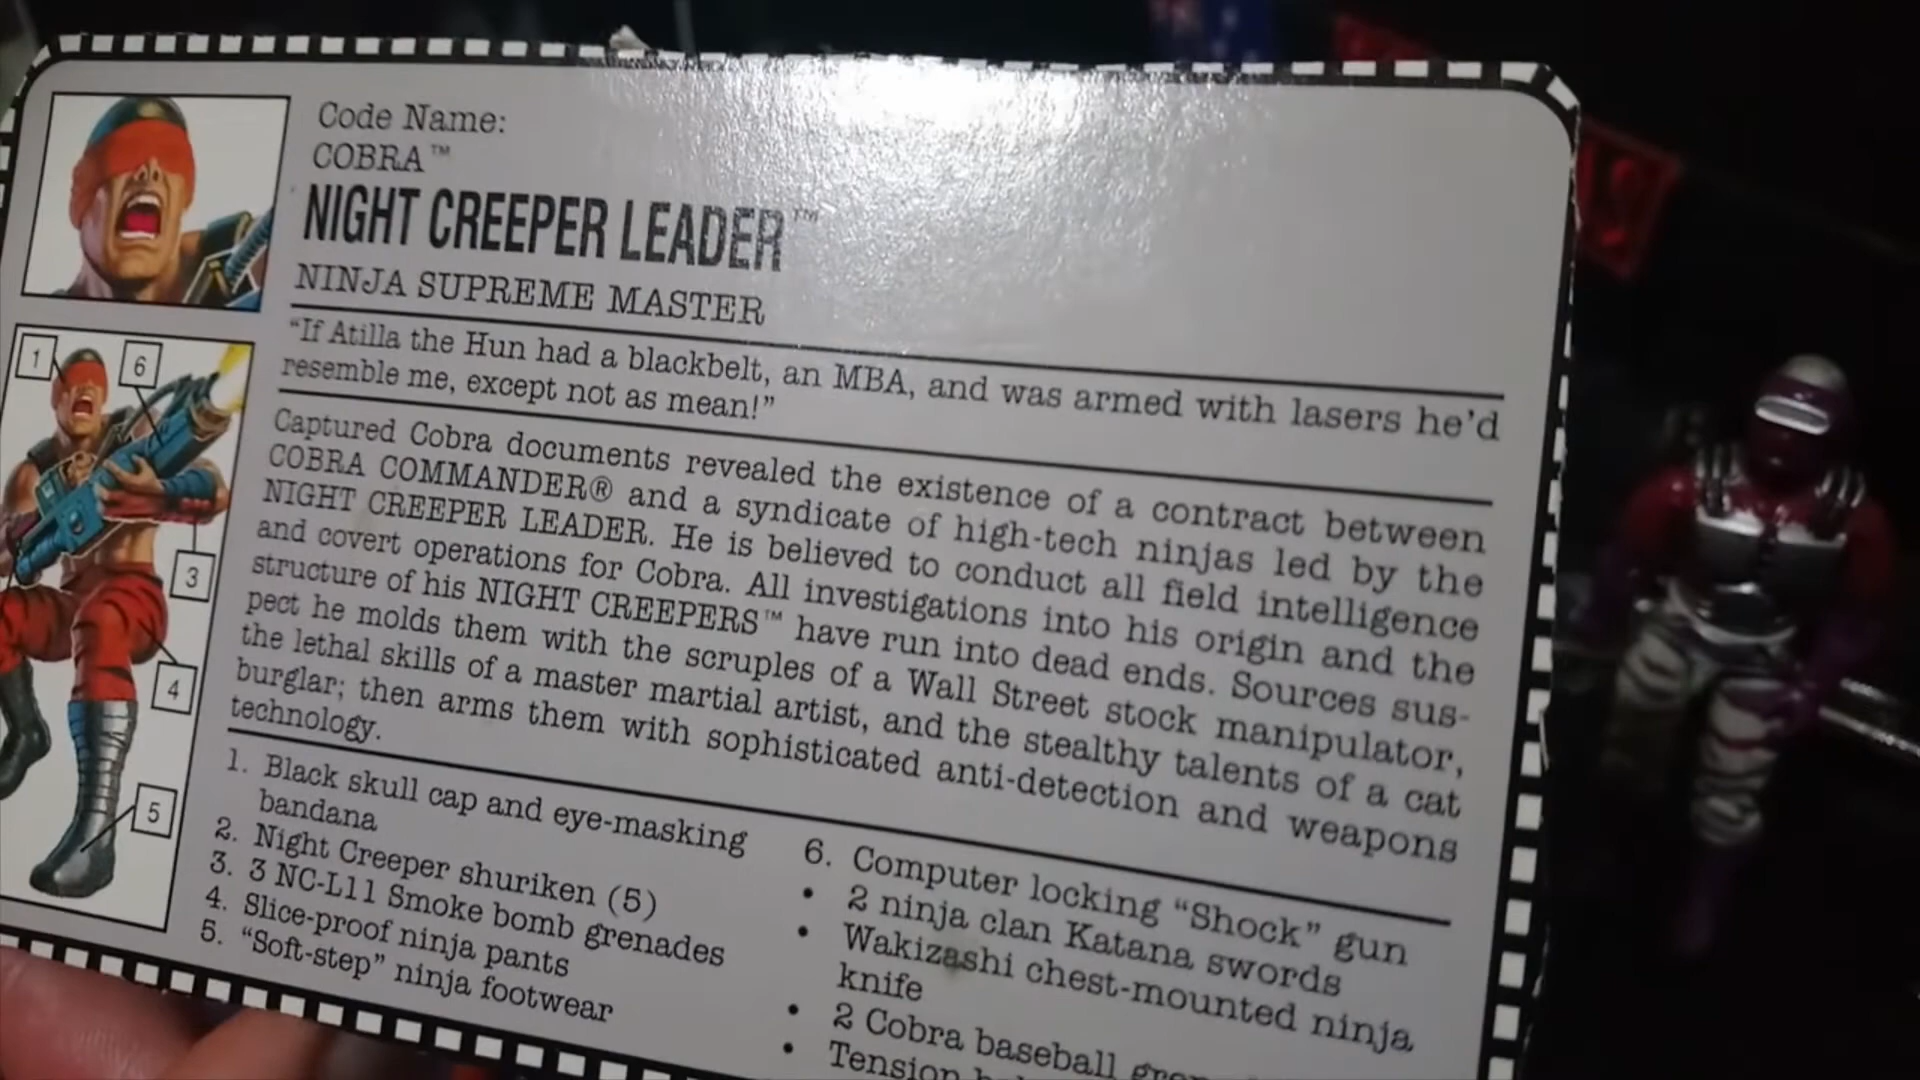 Code Name:
COBRA™
NIGHT CREEPER LEADER™
NINJA SUPREME MASTER
"If Atilla the Hun had a blackbelt, an MBA, and was armed with lasers he'd
resemble me, except not as mean!"
Captured Cobra documents revealed the existence of a contract between
COBRA COMMANDER® and a syndicate of high-tech ninjas led by the
NIGHT CREEPER LEADER. He is believed to conduct all field intelligence
and covert operations for Cobra. All investigations into his origin and the
structure of his NIGHT CREEPERS™ have run into dead ends. Sources sus-
pect he molds them with the scruples of a Wall Street stock manipulator,
the lethal skills of a master martial artist, and the stealthy talents of a cat
burglar; then arms them with sophisticated anti-detection and weapons
technology.
1
6
3
4
5
1. Black skull cap and eye-masking
bandana
2. Night Creeper shuriken (5)
3. 3 NC-L11 Smoke bomb grenades
4. Slice-proof ninja pants
5. "Soft-step" ninja footwear
6. Computer locking "Shock" gun
• 2 ninja clan Katana swords
• Wakizashi chest-mounted ninja
knife
• 2 Cobra baseball
• Tension